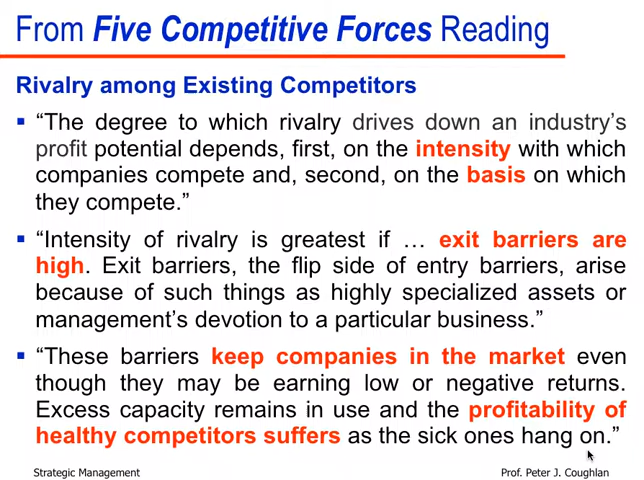 From Five Competitive Forces Reading
Rivalry among Existing Competitors
▪ “The degree to which rivalry drives down an industry’s
profit potential depends, first, on the intensity with which
companies compete and, second, on the basis on which
they compete.”
▪ “Intensity of rivalry is greatest if … exit barriers are
high. Exit barriers, the flip side of entry barriers, arise
because of such things as highly specialized assets or
management’s devotion to a particular business.”
▪ “These barriers keep companies in the market even
though they may be earning low or negative returns.
Excess capacity remains in use and the profitability of
healthy competitors suffers as the sick ones hang on.”
Strategic Management
Prof. Peter J. Coughlan